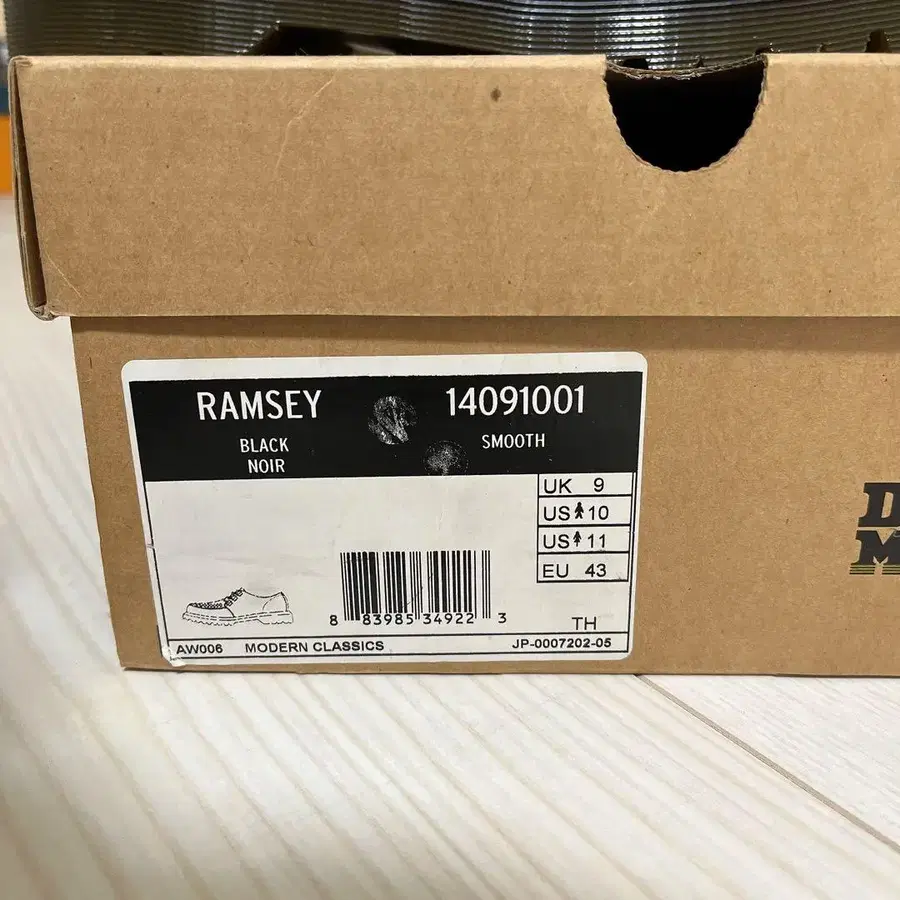 RAMSEY 14091001
BLACK SMOOTH
NOIR
UK 9
US 10
US 11
EU 43
8 83985 34922 3
TH
AW006 MODERN CLASSICS JP-0007202-05
D
M